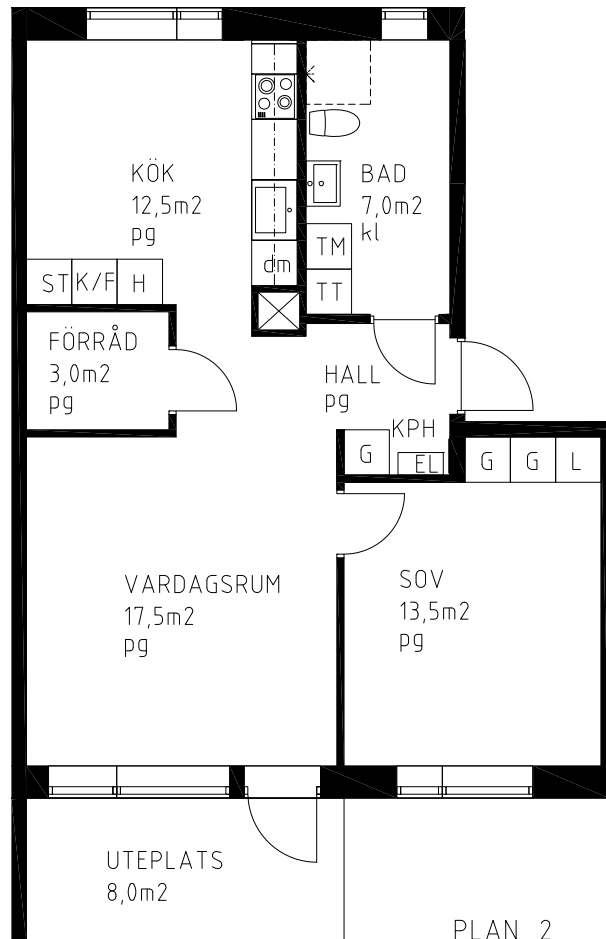 KÖK
12,5m2
pg
BAD
7,0m2
kl
TM
TT
dm
ST K/F H
FÖRRÅD
3,0m2
pg
HALL
pg
KPH
G
EL
G G L
VARDAGSRUM
17,5m2
pg
SOV
13,5m2
pg
UTEPLATS
8,0m2
PLAN 2